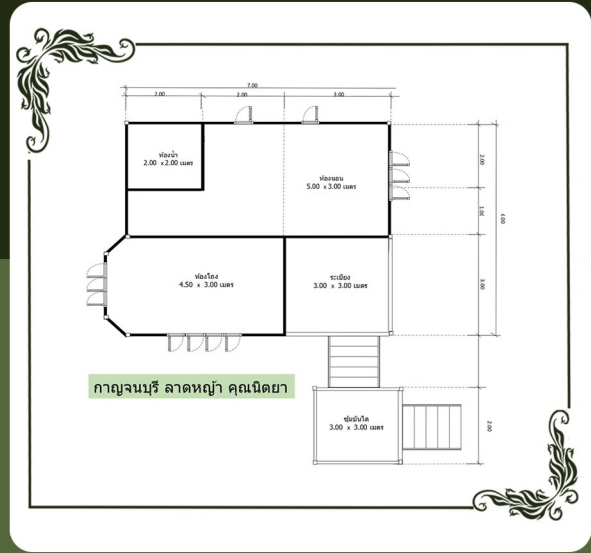 7.00
2.00 2.00 3.00
ห้องน้ำ
2.00 x 2.00 เมตร
ห้องนอน
5.00 x 3.00 เมตร
2.00
1.00
6.00
ห้องโถง
4.50 x 3.00 เมตร
ระเบียง
3.00 x 3.00 เมตร
3.00
กาญจนบุรี ลาดหญ้า คุณนิตยา
ซุ้มบันได
3.00 x 3.00 เมตร
2.00